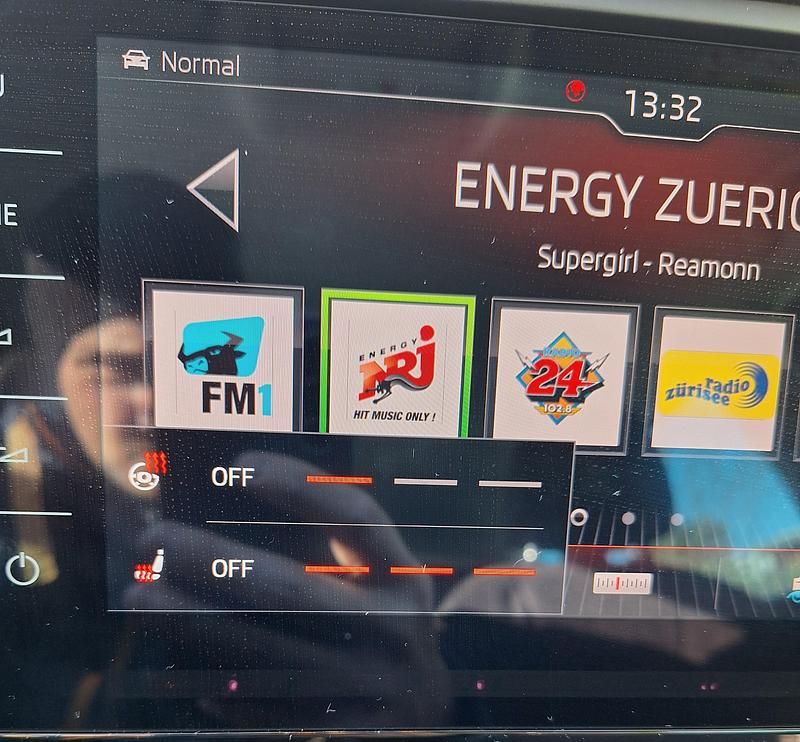 Normal
13:32
ENERGY ZUERIC
Supergirl - Reamonn
FM1
ENERGY
NRJ
HIT MUSIC ONLY !
RADIO
24
102.8
radio
zürisee
OFF
OFF